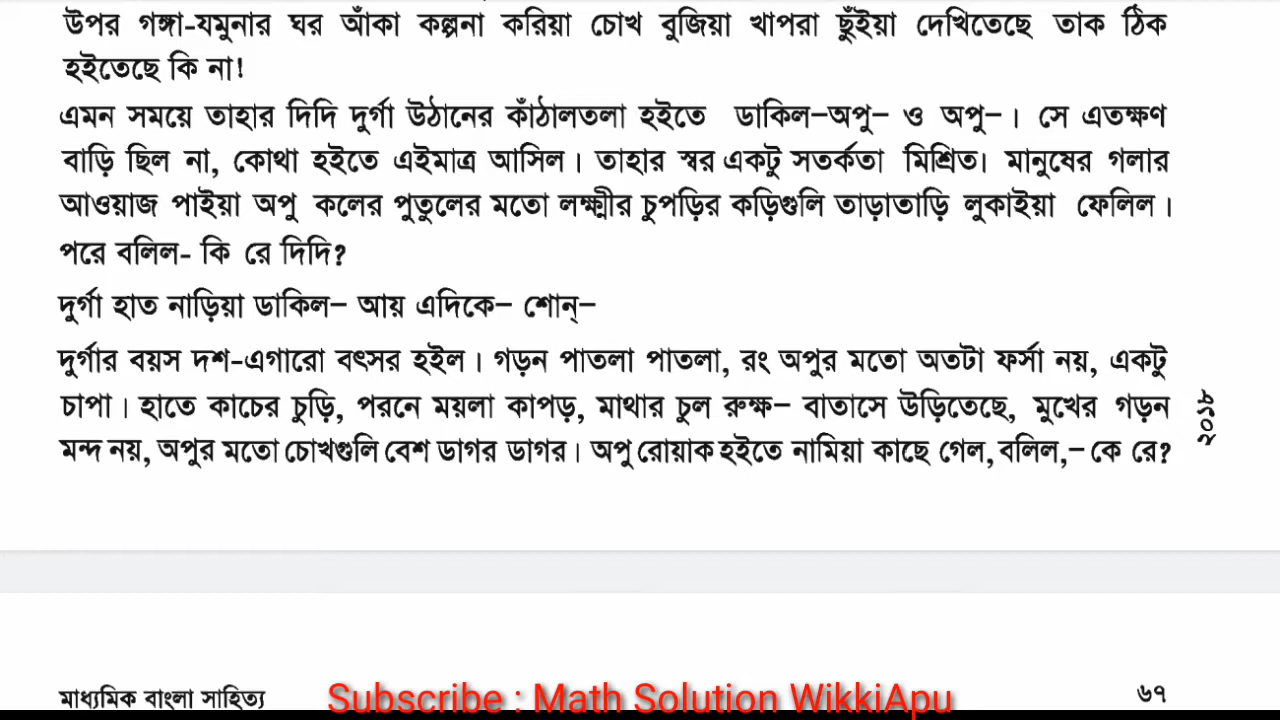 উপর গঙ্গা-যমুনার ঘর আঁকা কল্পনা করিয়া চোখ বুজিয়া খাপরা ছুঁইয়া দেখিতেছে তাক ঠিক
হইতেছে কি না!
এমন সময়ে তাহার দিদি দুর্গা উঠানের কাঁঠালতলা হইতে ডাকিল–অপু– ও অপু–। সে এতক্ষণ
বাড়ি ছিল না, কোথা হইতে এইমাত্র আসিল। তাহার স্বর একটু সতর্কতা মিশ্রিত। মানুষের গলার
আওয়াজ পাইয়া অপু কলের পুতুলের মতো লক্ষ্মীর চুপড়ির কড়িগুলি তাড়াতাড়ি লুকাইয়া ফেলিল।
পরে বলিল- কি রে দিদি?
দুর্গা হাত নাড়িয়া ডাকিল– আয় এদিকে– শোন্–
দুর্গার বয়স দশ-এগারো বৎসর হইল। গড়ন পাতলা পাতলা, রং অপুর মতো অতটা ফর্সা নয়, একটু
চাপা। হাতে কাচের চুড়ি, পরনে ময়লা কাপড়, মাথার চুল রুক্ষ– বাতাসে উড়িতেছে, মুখের গড়ন
মন্দ নয়, অপুর মতো চোখগুলি বেশ ডাগর ডাগর। অপু রোয়াক হইতে নামিয়া কাছে গেল, বলিল,– কে রে?
২০১৮
মাধ্যমিক বাংলা সাহিত্য
Subscribe : Math Solution WikkiApu
৬৭